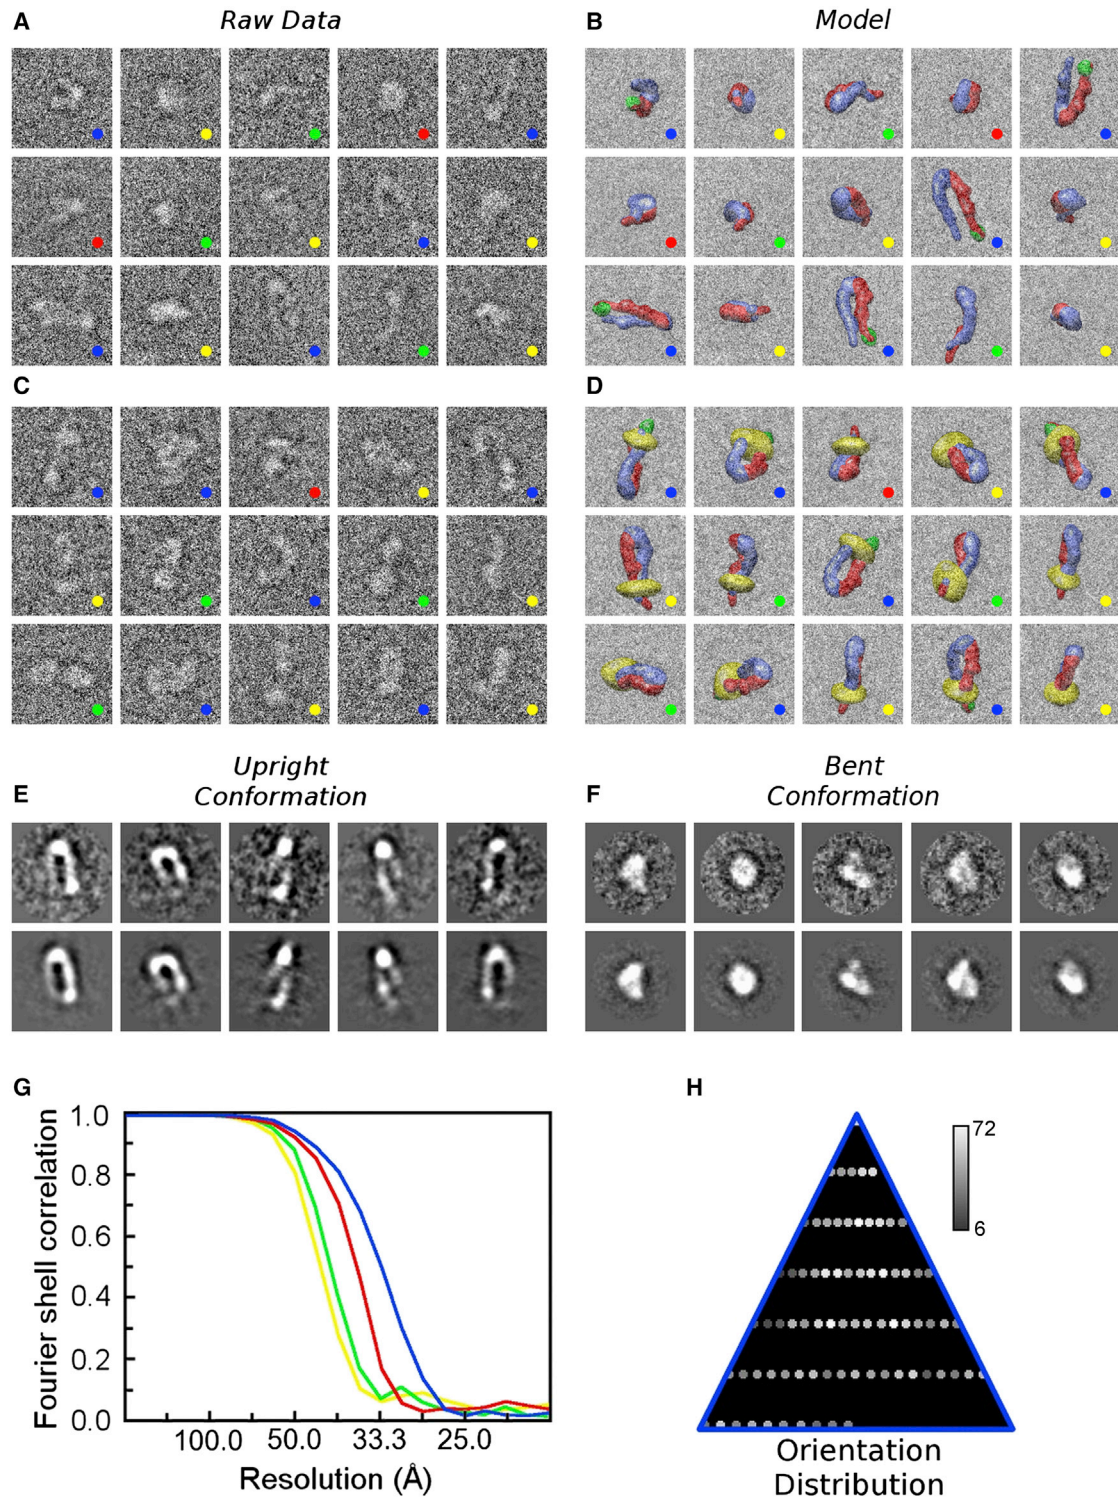 A
Raw Data
B
Model
C
D
E
Upright
Conformation
F
Bent
Conformation
G
1.0
0.8
0.6
0.4
0.2
0.0
Fourier shell correlation
100.0
50.0
33.3
25.0
Resolution (Å)
H
72
6
Orientation
Distribution